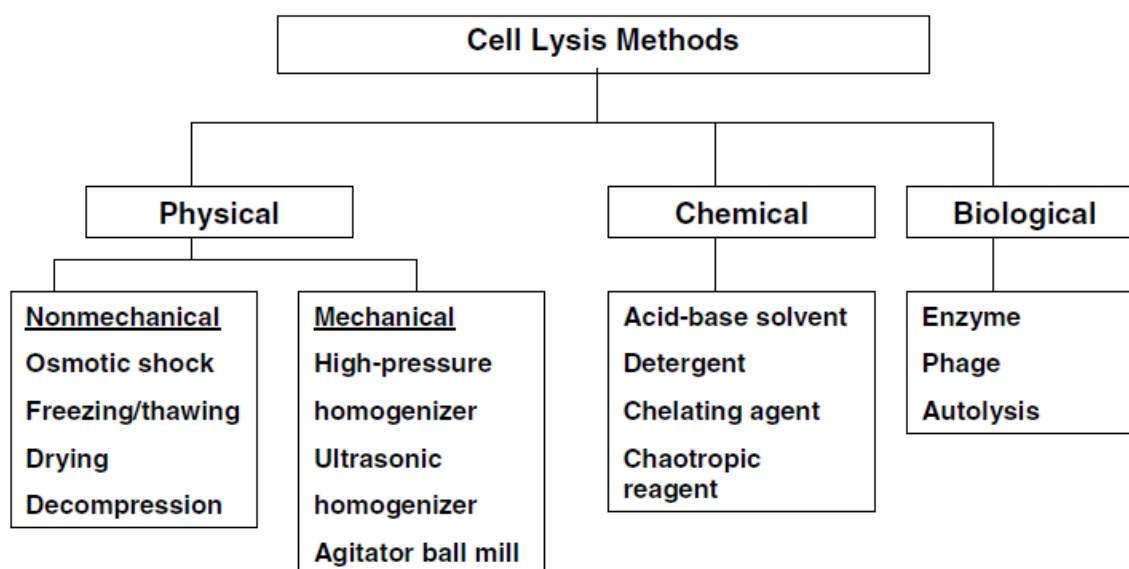 Cell Lysis Methods
Physical
Chemical
Biological
Nonmechanical
Osmotic shock
Freezing/thawing
Drying
Decompression
Mechanical
High-pressure
homogenizer
Ultrasonic
homogenizer
Agitator ball mill
Acid-base solvent
Detergent
Chelating agent
Chaotropic
reagent
Enzyme
Phage
Autolysis